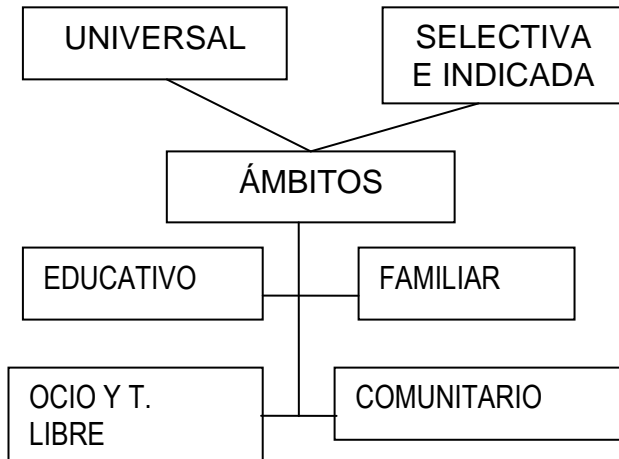 UNIVERSAL
SELECTIVA
E INDICADA
ÁMBITOS
EDUCATIVO
FAMILIAR
OCIO Y T.
LIBRE
COMUNITARIO